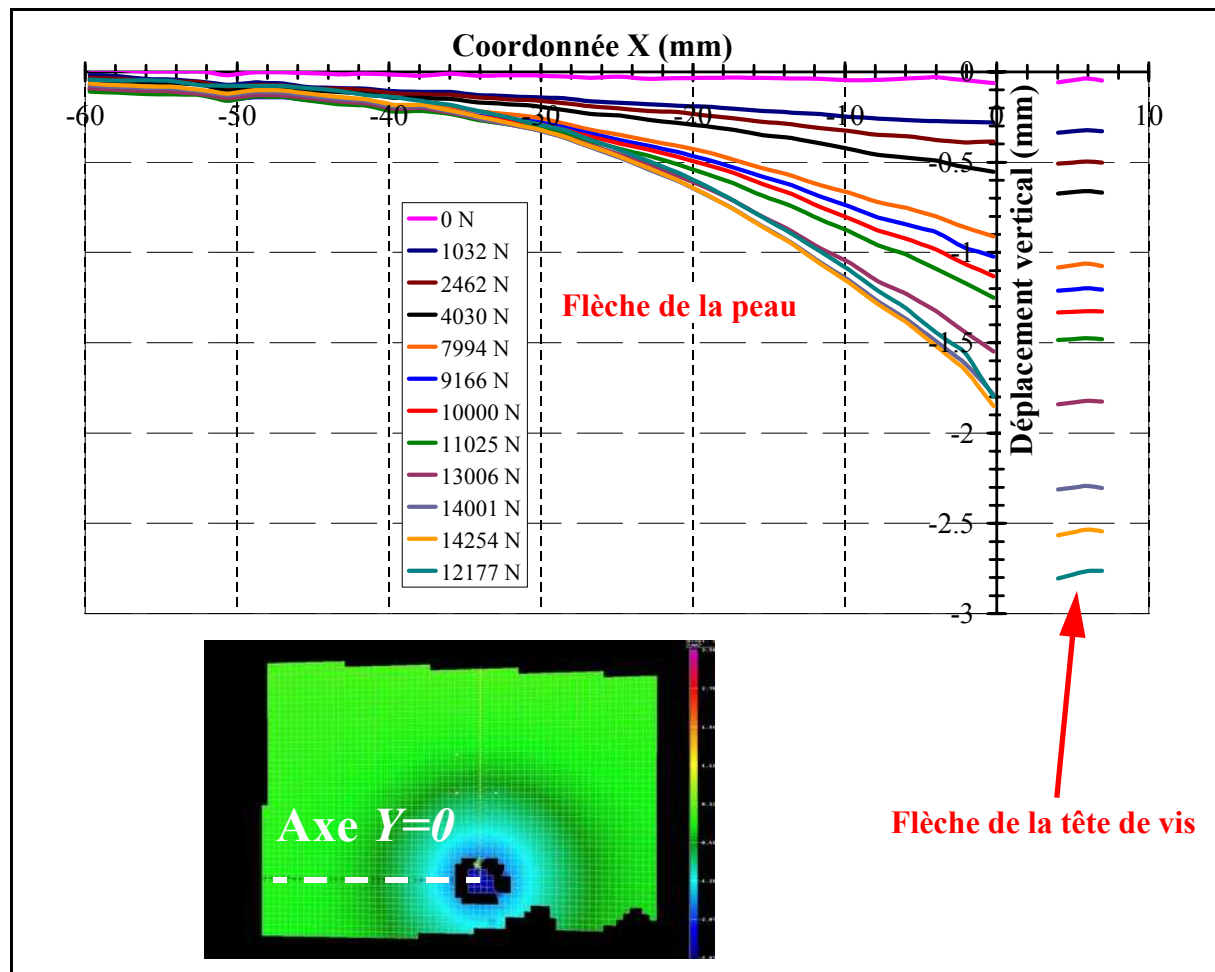 Coordonnée X (mm)
-60
-50
-40
-30
-20
-10
0
10
0
-0.5
-1
-1.5
-2
-2.5
-3
Déplacement vertical (mm)
0 N
1032 N
2462 N
4030 N
7994 N
9166 N
10000 N
11025 N
13006 N
14001 N
14254 N
12177 N
Flèche de la peau
Flèche de la tête de vis
Axe Y=0